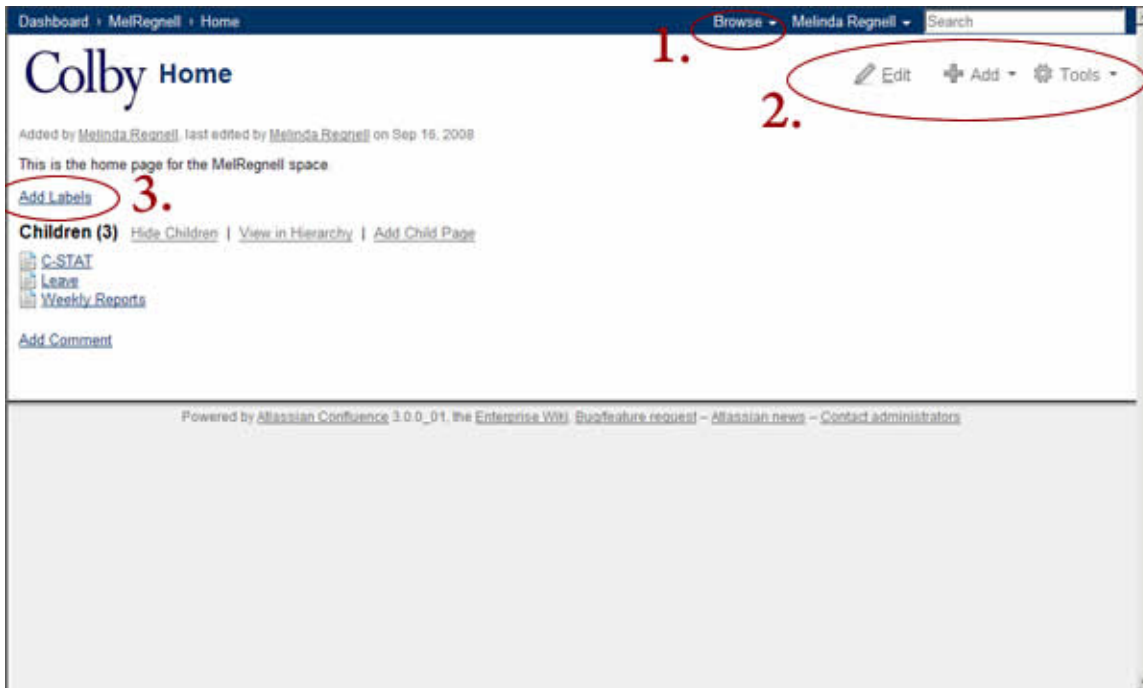 Dashboard › MelRegnell › Home Browse Melinda Regnell Search
1.
Colby Home Edit Add Tools
2.
Added by Melinda Regnell, last edited by Melinda Regnell on Sep 16, 2008
This is the home page for the MelRegnell space
Add Labels
3.
Children (3) Hide Children | View in Hierarchy | Add Child Page
C-STAT
Leave
Weekly Reports
Add Comment
Powered by Atlassian Confluence 3.0.0_01, the Enterprise Wiki. Bug/feature request – Atlassian news – Contact administrators